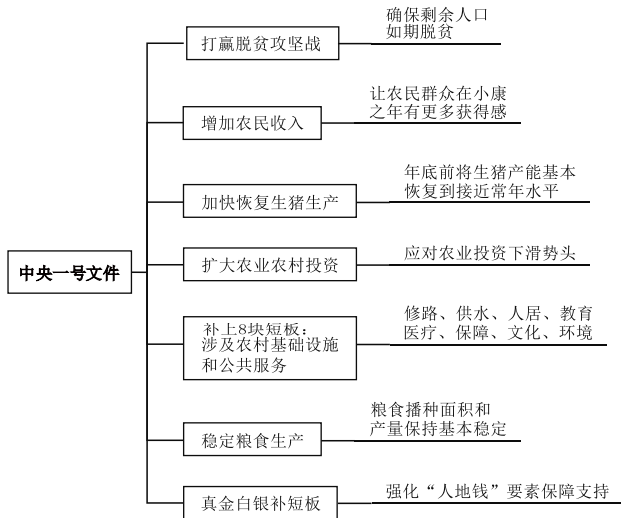 中央一号文件
打赢脱贫攻坚战
确保剩余人口
如期脱贫
增加农民收入
让农民群众在小康
之年有更多获得感
加快恢复生猪生产
年底前将生猪产能基本
恢复到接近常年水平
扩大农业农村投资
应对农业投资下滑势头
补上8块短板：
涉及农村基础设施
和公共服务
修路、供水、人居、教育
医疗、保障、文化、环境
稳定粮食生产
粮食播种面积和
产量保持基本稳定
真金白银补短板
强化“人地钱”要素保障支持